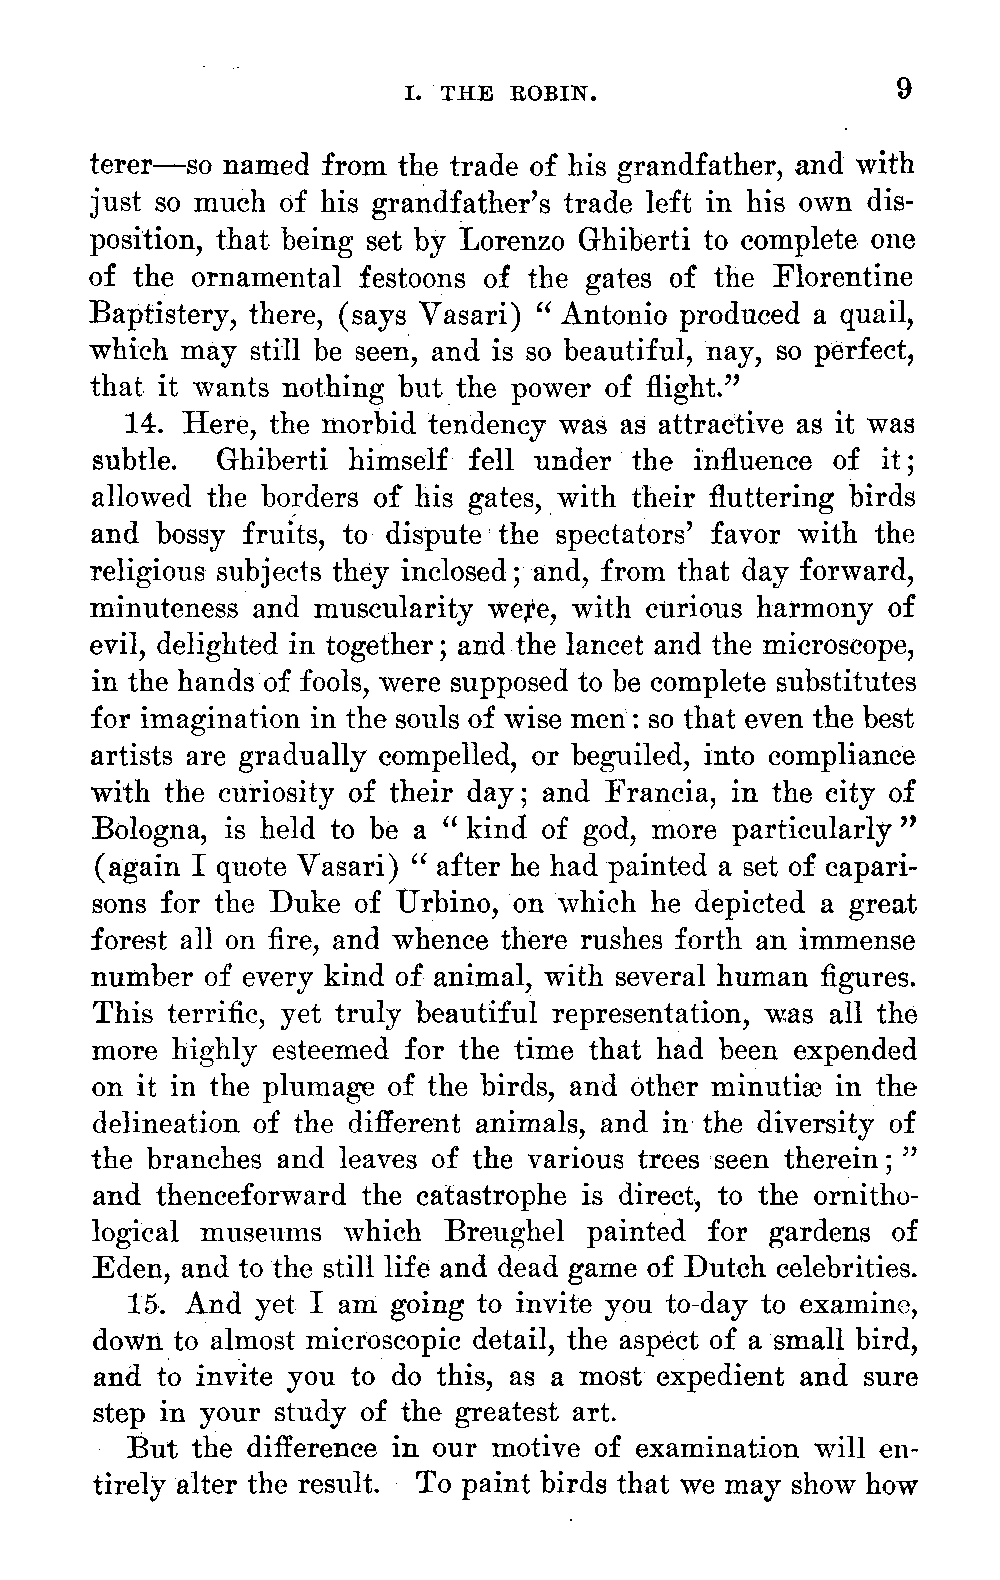 I. THE ROBIN. 9
terer—so named from the trade of his grandfather, and with
just so much of his grandfather's trade left in his own dis-
position, that being set by Lorenzo Ghiberti to complete one
of the ornamental festoons of the gates of the Florentine
Baptistery, there, (says Vasari) “ Antonio produced a quail,
which may still be seen, and is so beautiful, nay, so perfect,
that it wants nothing but the power of flight.”
14. Here, the morbid tendency was as attractive as it was
subtle. Ghiberti himself fell under the influence of it;
allowed the borders of his gates, with their fluttering birds
and bossy fruits, to dispute the spectators' favor with the
religious subjects they inclosed; and, from that day forward,
minuteness and muscularity were, with curious harmony of
evil, delighted in together; and the lancet and the microscope,
in the hands of fools, were supposed to be complete substitutes
for imagination in the souls of wise men: so that even the best
artists are gradually compelled, or beguiled, into compliance
with the curiosity of their day; and Francia, in the city of
Bologna, is held to be a “ kind of god, more particularly ”
(again I quote Vasari) “ after he had painted a set of capari-
sons for the Duke of Urbino, on which he depicted a great
forest all on fire, and whence there rushes forth an immense
number of every kind of animal, with several human figures.
This terrific, yet truly beautiful representation, was all the
more highly esteemed for the time that had been expended
on it in the plumage of the birds, and other minutiæ in the
delineation of the different animals, and in the diversity of
the branches and leaves of the various trees seen therein; ”
and thenceforward the catastrophe is direct, to the ornitho-
logical museums which Breughel painted for gardens of
Eden, and to the still life and dead game of Dutch celebrities.
15. And yet I am going to invite you to-day to examine,
down to almost microscopic detail, the aspect of a small bird,
and to invite you to do this, as a most expedient and sure
step in your study of the greatest art.
But the difference in our motive of examination will en-
tirely alter the result. To paint birds that we may show how